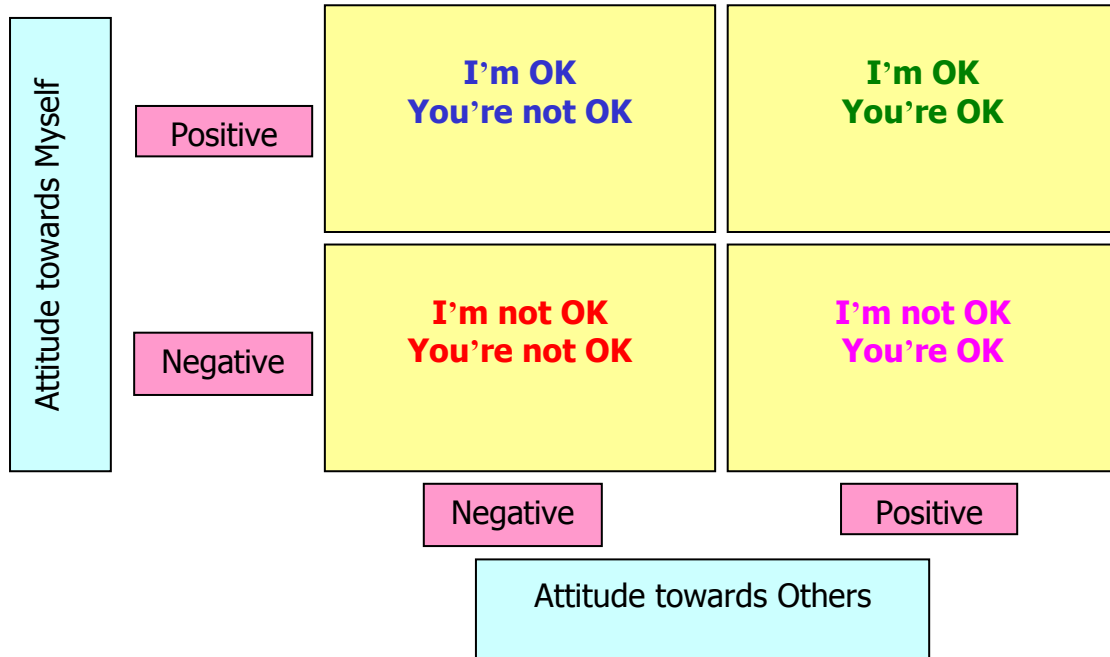 Attitude towards Myself
Positive
I’m OK
You’re not OK
I’m OK
You’re OK
Negative
I’m not OK
You’re not OK
I’m not OK
You’re OK
Negative
Positive
Attitude towards Others